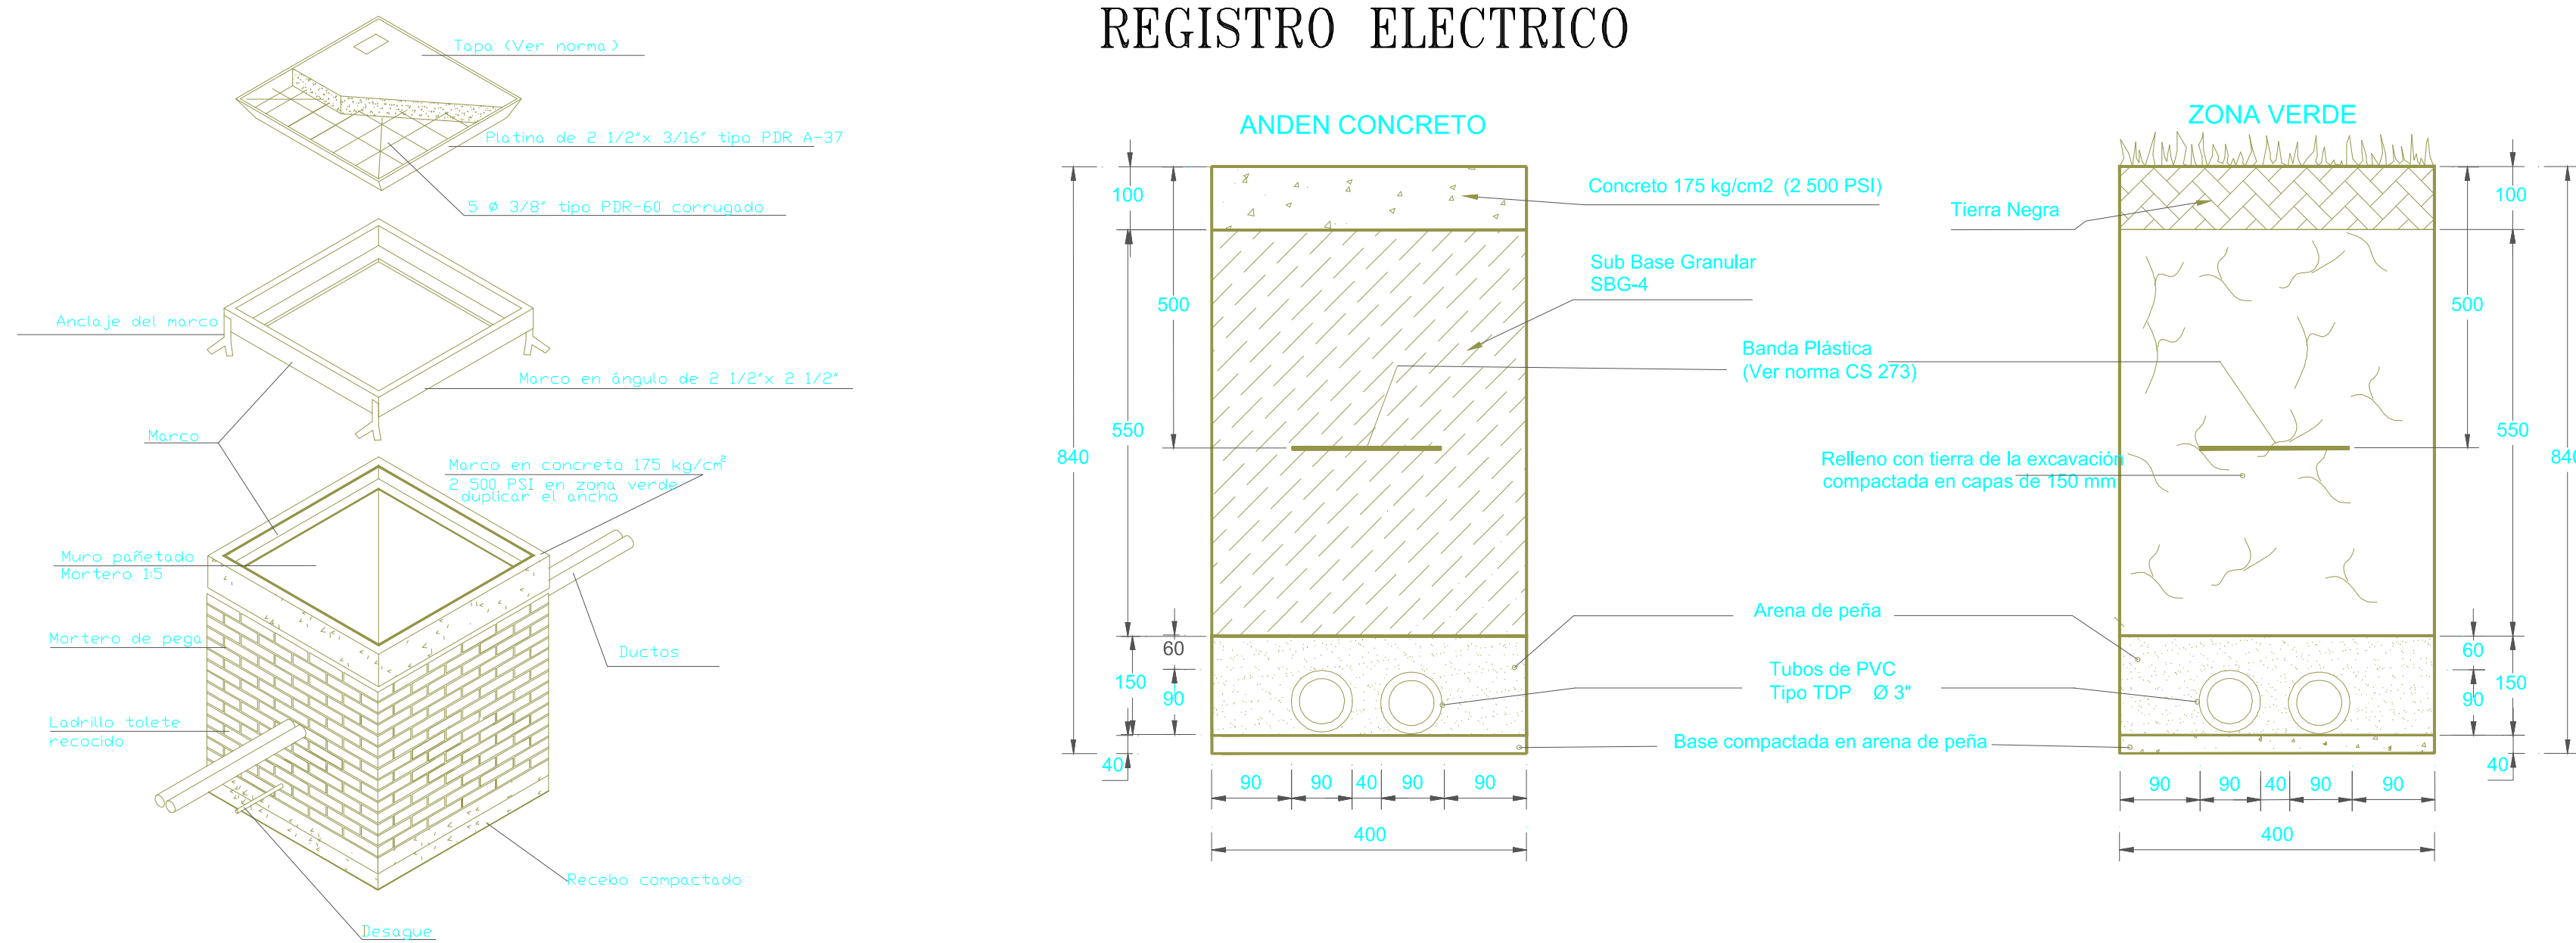 REGISTRO ELECTRICO
Tapa (Ver norma)
Platina de 2 1/2"x 3/16" tipo PDR A-37
5 Ø 3/8" tipo PDR-60 corrugado
Anclaje del marco
Marco en ángulo de 2 1/2"x 2 1/2"
Marco
Marco en concreto 175 kg/cm²
2 500 PSI en zona verde
duplicar el ancho
Muro pañetado
Mortero 1:5
Mortero de pega
Ductos
Ladrillo tolete
recocido
Recebo compactado
Desague
ANDEN CONCRETO
100
500
550
840
60
150
90
40
90
90
40
90
90
400
Concreto 175 kg/cm2 (2 500 PSI)
Sub Base Granular
SBG-4
Banda Plástica
(Ver norma CS 273)
Arena de peña
Tubos de PVC
Tipo TDP Ø 3"
Base compactada en arena de peña
ZONA VERDE
Tierra Negra
Relleno con tierra de la excavación
compactada en capas de 150 mm
100
500
550
840
60
150
90
40
90
90
40
90
90
400